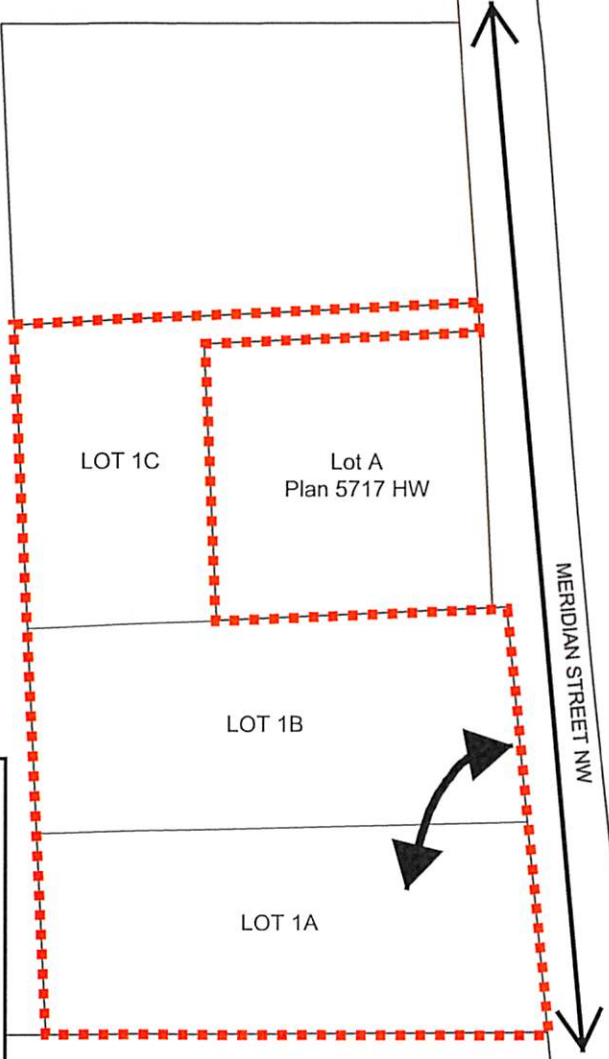 LOT 1C
Lot A
Plan 5717 HW
MERIDIAN STREET NW
LOT 1B
LOT 1A